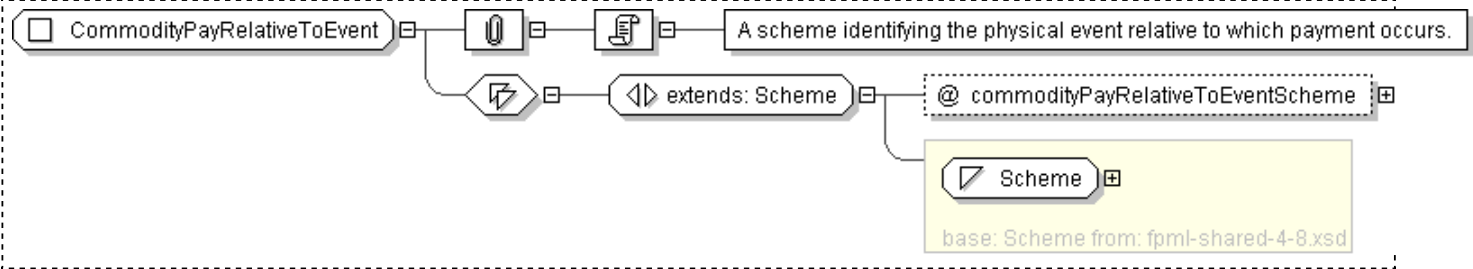 CommodityPayRelativeToEvent
A scheme identifying the physical event relative to which payment occurs.
extends: Scheme
@ commodityPayRelativeToEventScheme
Scheme
base: Scheme from: fpml-shared-4-8.xsd